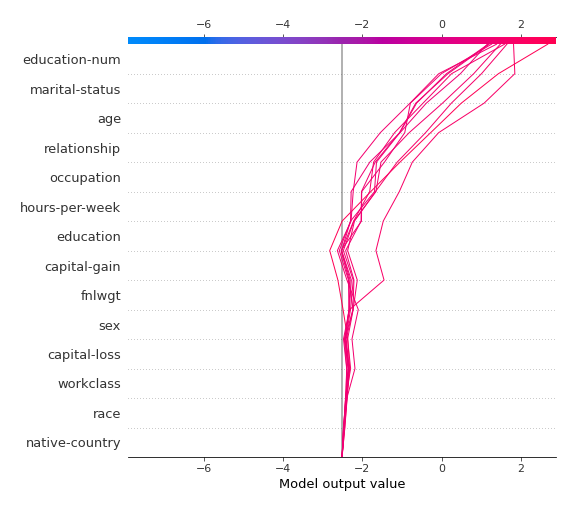 −6 −4 −2 0 2
education-num
marital-status
age
relationship
occupation
hours-per-week
education
capital-gain
fnlwgt
sex
capital-loss
workclass
race
native-country
−6 −4 −2 0 2
Model output value